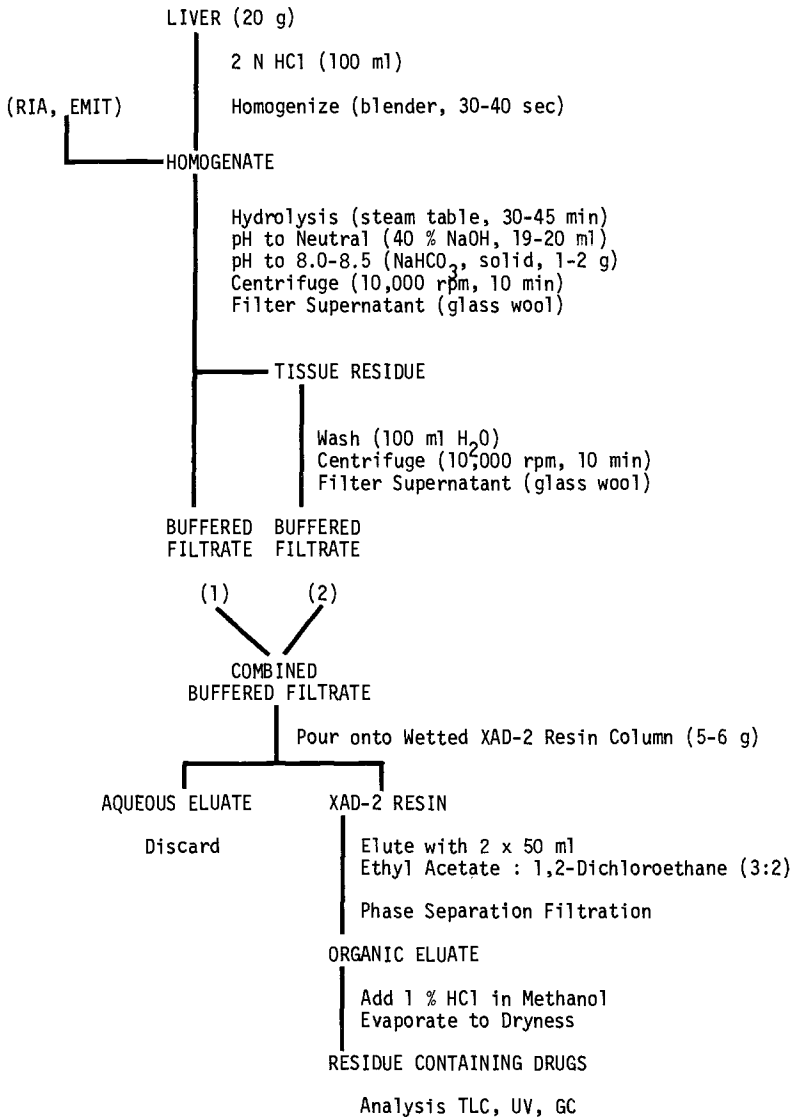 LIVER (20 g)
2 N HCl (100 ml)
(RIA, EMIT)
Homogenize (blender, 30-40 sec)
HOMOGENATE
Hydrolysis (steam table, 30-45 min)
pH to Neutral (40 % NaOH, 19-20 ml)
pH to 8.0-8.5 (NaHCO3, solid, 1-2 g)
Centrifuge (10,000 rpm, 10 min)
Filter Supernatant (glass wool)
TISSUE RESIDUE
Wash (100 ml H2O)
Centrifuge (10,000 rpm, 10 min)
Filter Supernatant (glass wool)
BUFFERED FILTRATE
BUFFERED FILTRATE
(1)
(2)
COMBINED
BUFFERED FILTRATE
Pour onto Wetted XAD-2 Resin Column (5-6 g)
AQUEOUS ELUATE
XAD-2 RESIN
Discard
Elute with 2 x 50 ml
Ethyl Acetate : 1,2-Dichloroethane (3:2)
Phase Separation Filtration
ORGANIC ELUATE
Add 1 % HCl in Methanol
Evaporate to Dryness
RESIDUE CONTAINING DRUGS
Analysis TLC, UV, GC